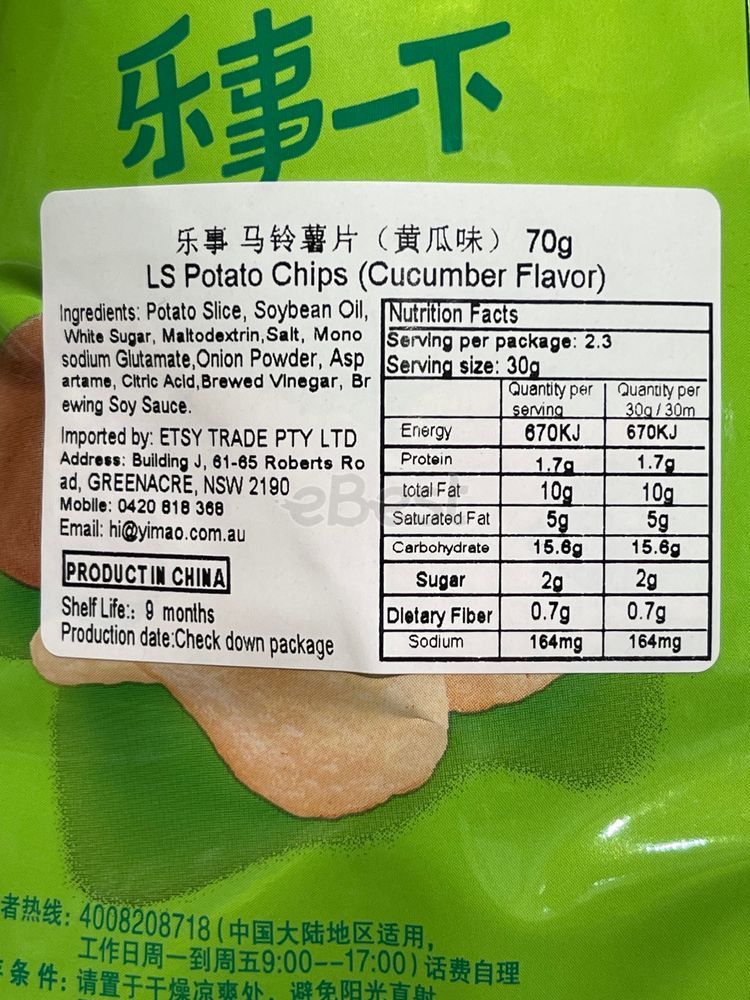 乐事一下
乐事 马铃薯片（黄瓜味） 70g
LS Potato Chips (Cucumber Flavor)
Ingredients: Potato Slice, Soybean Oil,
White Sugar, Maltodextrin,Salt, Mono
sodium Glutamate,Onion Powder, Asp
artame, Citric Acid,Brewed Vinegar, Br
ewing Soy Sauce.
Imported by: ETSY TRADE PTY LTD
Address: Building J, 61-65 Roberts Ro
ad, GREENACRE, NSW 2190
Mobile: 0420 818 368
Email: hi@yimao.com.au
PRODUCT IN CHINA
Shelf Life:: 9 months
Production date:Check down package
Nutrition Facts
Serving per package: 2.3
Serving size: 30g
Quantity per serving Quantity per 30g / 30m
Energy 670KJ 670KJ
Protein 1.7g 1.7g
total Fat 10g 10g
Saturated Fat 5g 5g
Carbohydrate 15.6g 15.6g
Sugar 2g 2g
Dietary Fiber 0.7g 0.7g
Sodium 164mg 164mg
eBest
者热线: 4008208718 (中国大陆地区适用,
工作日周一到周五9:00--17:00) 话费自理
条件: 请置于干燥凉爽处, 避免阳光直射